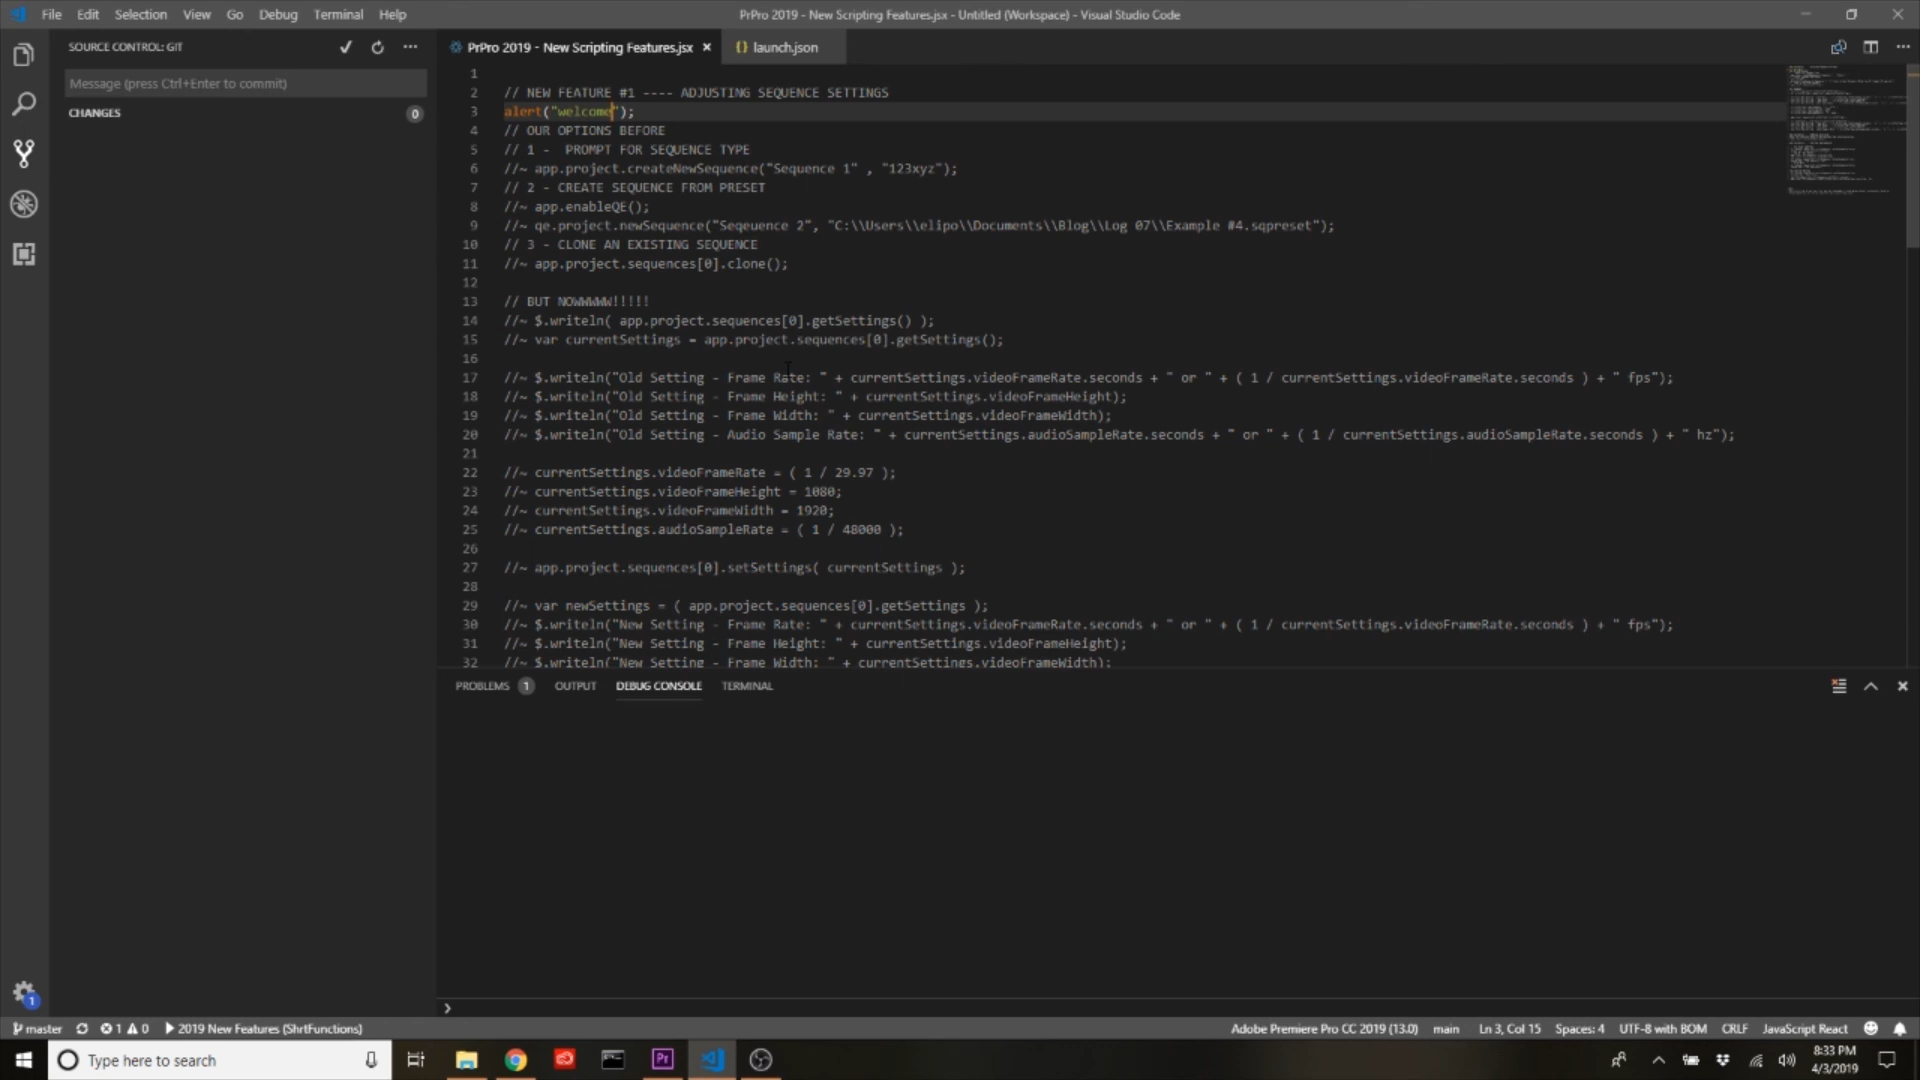 File Edit Selection View Go Debug Terminal Help
PrPro 2019 - New Scripting Features.jsx - Untitled (Workspace) - Visual Studio Code
SOURCE CONTROL: GIT
Message (press Ctrl+Enter to commit)
CHANGES 0
PrPro 2019 - New Scripting Features.jsx
{} launch.json
1
2 // NEW FEATURE #1 ---- ADJUSTING SEQUENCE SETTINGS
3 alert("welcome");
4 // OUR OPTIONS BEFORE
5 // 1 -  PROMPT FOR SEQUENCE TYPE
6 //~ app.project.createNewSequence("Sequence 1" , "123xyz");
7 // 2 - CREATE SEQUENCE FROM PRESET
8 //~ app.enableQE();
9 //~ qe.project.newSequence("Seqeuence 2", "C:\\Users\\elipo\\Documents\\Blog\\Log 07\\Example #4.sqpreset");
10 // 3 - CLONE AN EXISTING SEQUENCE
11 //~ app.project.sequences[0].clone();
12
13 // BUT NOWWWWW!!!!!
14 //~ $.writeln( app.project.sequences[0].getSettings() );
15 //~ var currentSettings = app.project.sequences[0].getSettings();
16
17 //~ $.writeln("Old Setting - Frame Rate: " + currentSettings.videoFrameRate.seconds + " or " + ( 1 / currentSettings.videoFrameRate.seconds ) + " fps");
18 //~ $.writeln("Old Setting - Frame Height: " + currentSettings.videoFrameHeight);
19 //~ $.writeln("Old Setting - Frame Width: " + currentSettings.videoFrameWidth);
20 //~ $.writeln("Old Setting - Audio Sample Rate: " + currentSettings.audioSampleRate.seconds + " or " + ( 1 / currentSettings.audioSampleRate.seconds ) + " hz");
21
22 //~ currentSettings.videoFrameRate = ( 1 / 29.97 );
23 //~ currentSettings.videoFrameHeight = 1080;
24 //~ currentSettings.videoFrameWidth = 1920;
25 //~ currentSettings.audioSampleRate = ( 1 / 48000 );
26
27 //~ app.project.sequences[0].setSettings( currentSettings );
28
29 //~ var newSettings = ( app.project.sequences[0].getSettings );
30 //~ $.writeln("New Setting - Frame Rate: " + currentSettings.videoFrameRate.seconds + " or " + ( 1 / currentSettings.videoFrameRate.seconds ) + " fps");
31 //~ $.writeln("New Setting - Frame Height: " + currentSettings.videoFrameHeight);
32 //~ $.writeln("New Setting - Frame Width: " + currentSettings.videoFrameWidth);
PROBLEMS 1 OUTPUT DEBUG CONSOLE TERMINAL
1
master 1 0 2019 New Features (ShrtFunctions)
Adobe Premiere Pro CC 2019 (13.0) main Ln 3, Col 15 Spaces: 4 UTF-8 with BOM CRLF JavaScript React
Type here to search
Pr
8:33 PM
4/3/2019